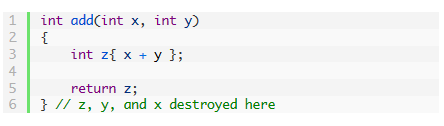 1 int add(int x, int y)
2 {
3     int z{ x + y };
4
5     return z;
6 } // z, y, and x destroyed here